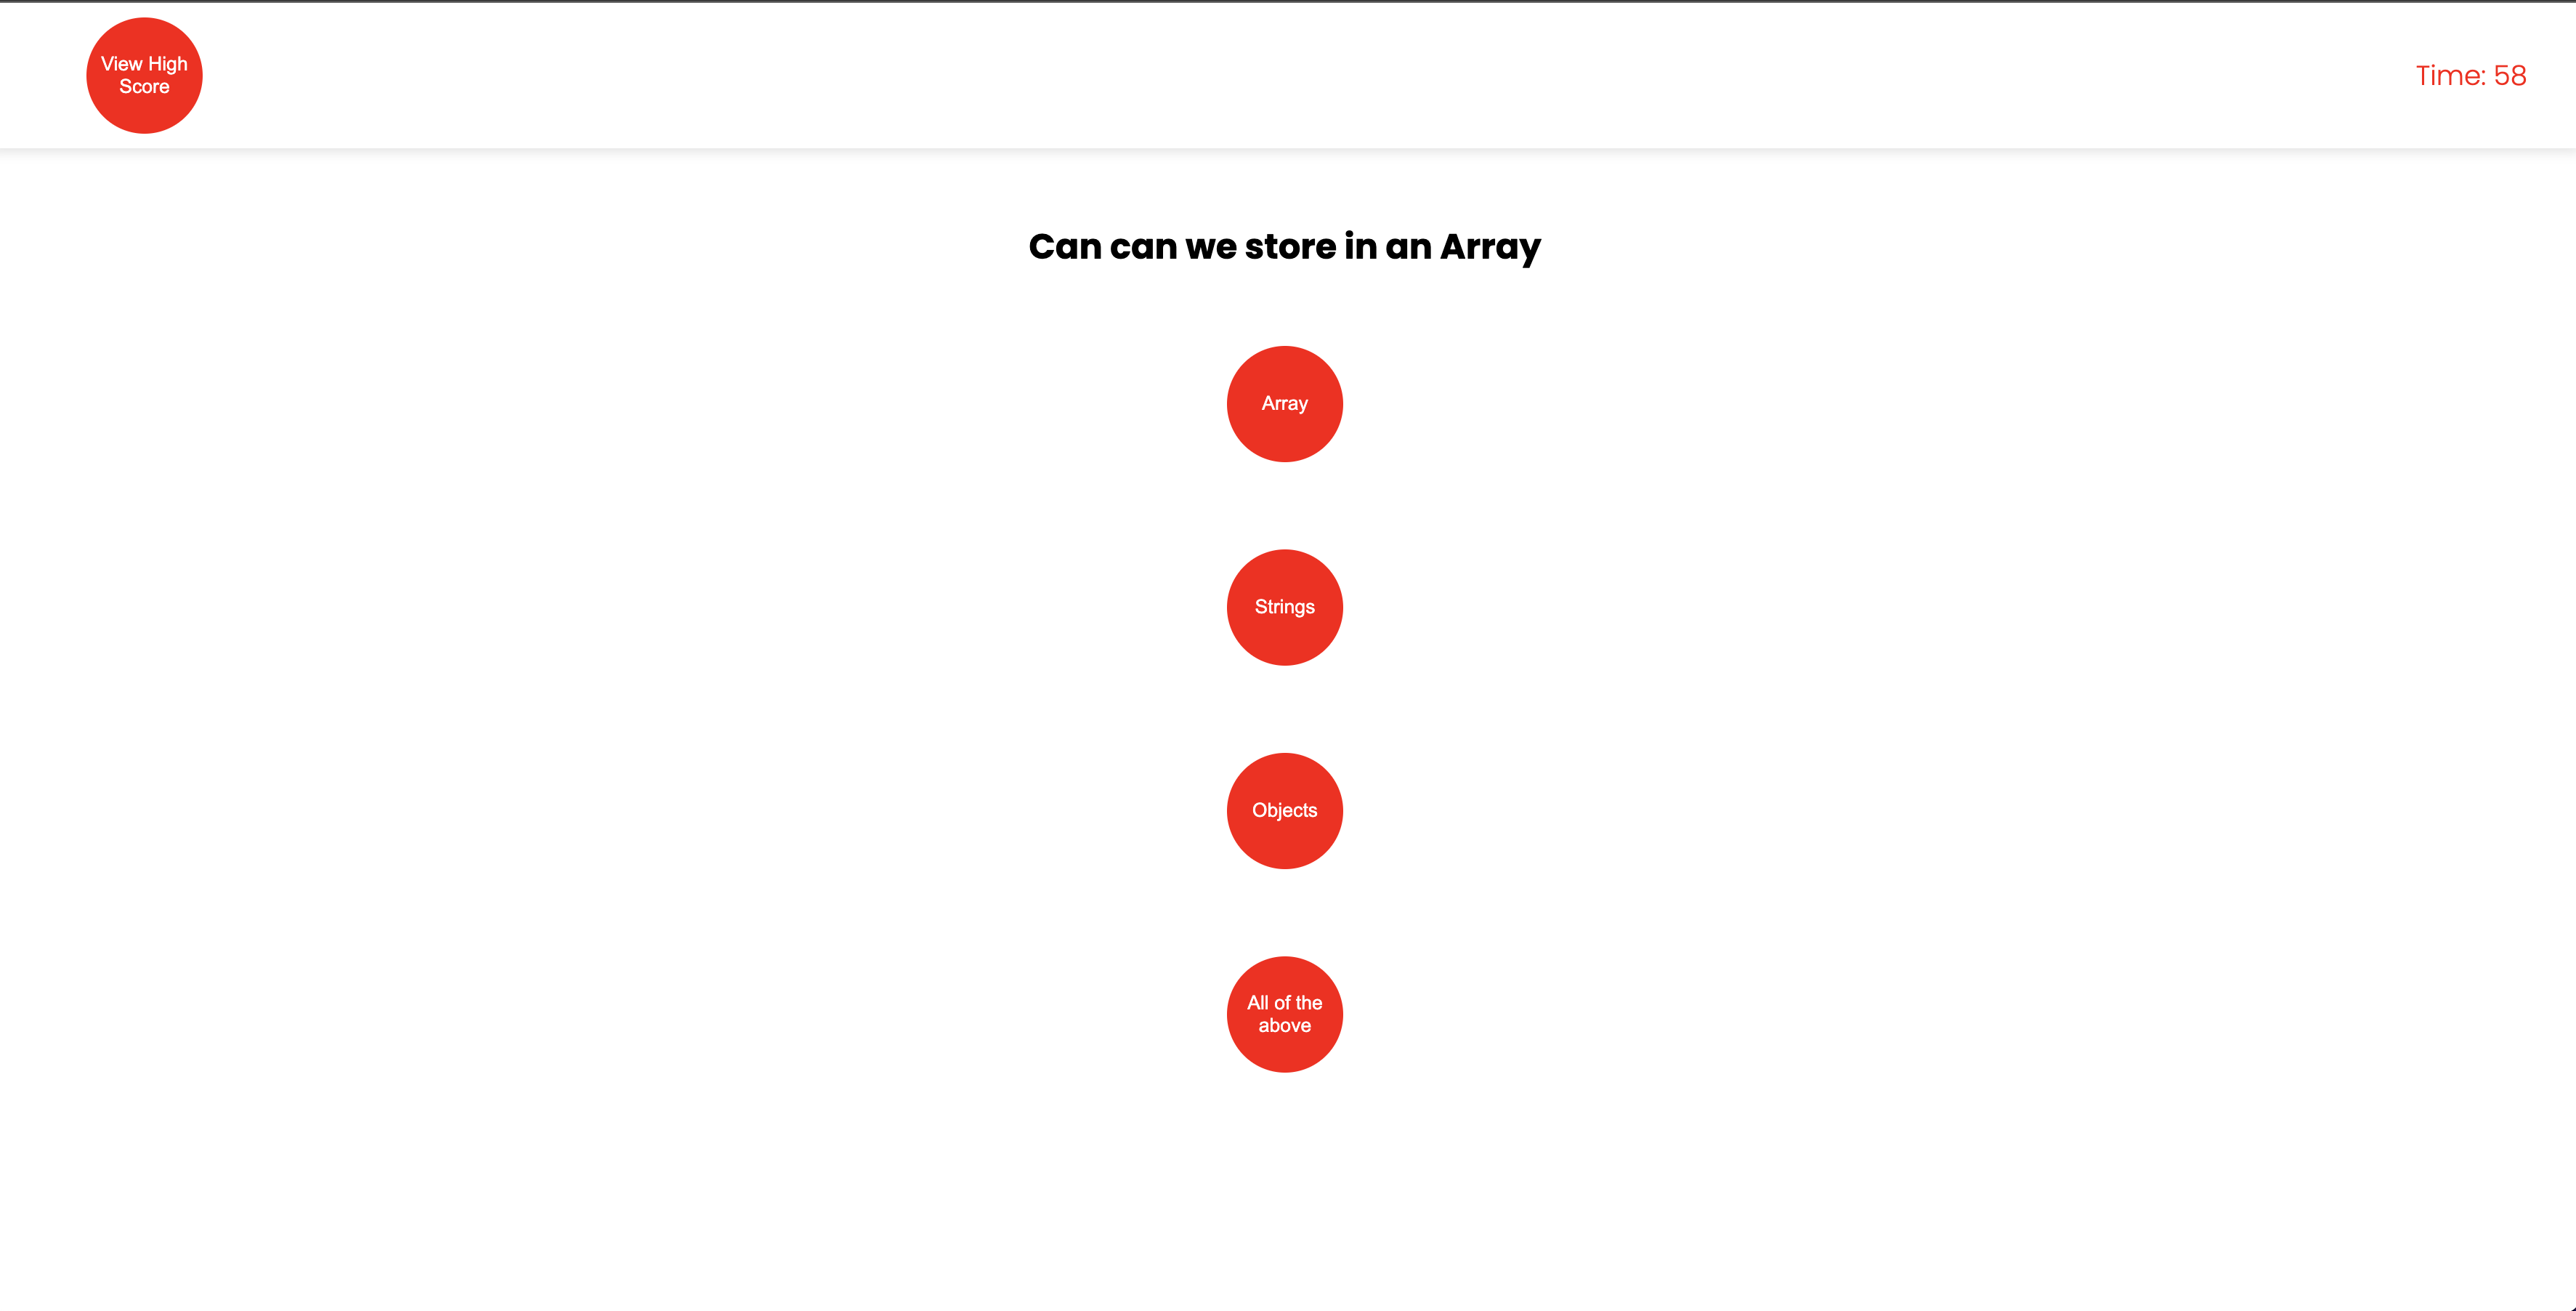 View High
Score
Time: 58
Can can we store in an Array
Array
Strings
Objects
All of the
above